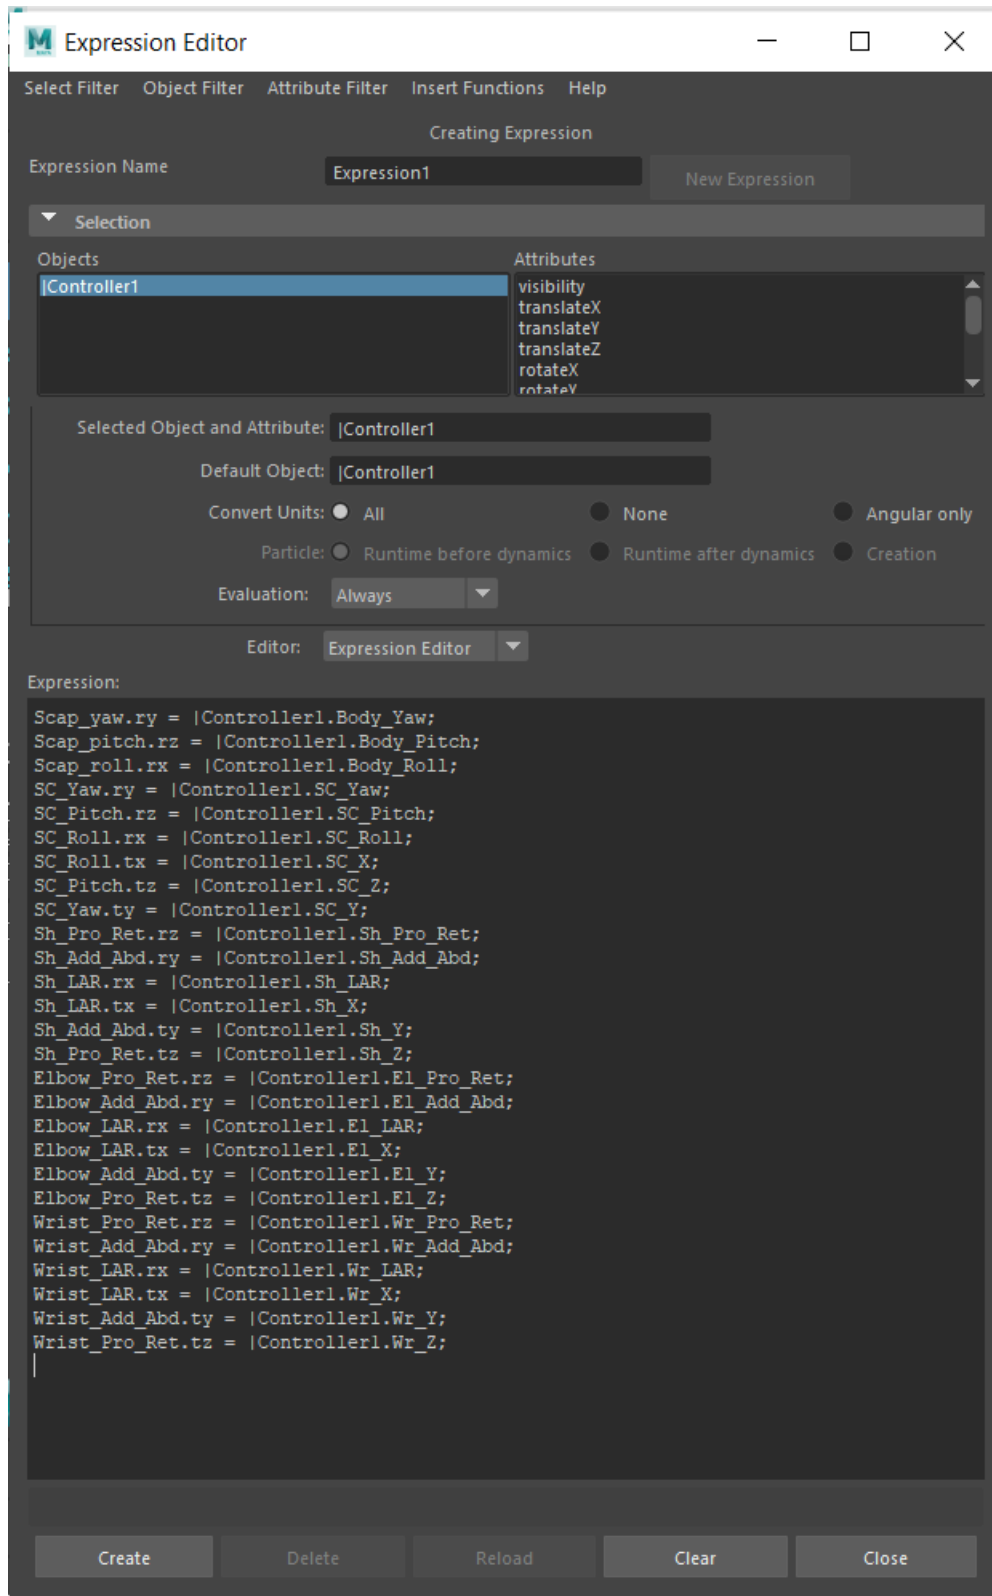 Expression Editor
Select Filter Object Filter Attribute Filter Insert Functions Help
Creating Expression
Expression Name Expression1 New Expression
Selection
Objects Attributes
|Controller1 visibility
translateX
translateY
translateZ
rotateX
rotateY
Selected Object and Attribute: |Controller1
Default Object: |Controller1
Convert Units: All None Angular only
Particle: Runtime before dynamics Runtime after dynamics Creation
Evaluation: Always
Editor: Expression Editor
Expression:
Scap_yaw.ry = |Controller1.Body_Yaw;
Scap_pitch.rz = |Controller1.Body_Pitch;
Scap_roll.rx = |Controller1.Body_Roll;
SC_Yaw.ry = |Controller1.SC_Yaw;
SC_Pitch.rz = |Controller1.SC_Pitch;
SC_Roll.rx = |Controller1.SC_Roll;
SC_Roll.tx = |Controller1.SC_X;
SC_Pitch.tz = |Controller1.SC_Z;
SC_Yaw.ty = |Controller1.SC_Y;
Sh_Pro_Ret.rz = |Controller1.Sh_Pro_Ret;
Sh_Add_Abd.ry = |Controller1.Sh_Add_Abd;
Sh_LAR.rx = |Controller1.Sh_LAR;
Sh_LAR.tx = |Controller1.Sh_X;
Sh_Add_Abd.ty = |Controller1.Sh_Y;
Sh_Pro_Ret.tz = |Controller1.Sh_Z;
Elbow_Pro_Ret.rz = |Controller1.El_Pro_Ret;
Elbow_Add_Abd.ry = |Controller1.El_Add_Abd;
Elbow_LAR.rx = |Controller1.El_LAR;
Elbow_LAR.tx = |Controller1.El_X;
Elbow_Add_Abd.ty = |Controller1.El_Y;
Elbow_Pro_Ret.tz = |Controller1.El_Z;
Wrist_Pro_Ret.rz = |Controller1.Wr_Pro_Ret;
Wrist_Add_Abd.ry = |Controller1.Wr_Add_Abd;
Wrist_LAR.rx = |Controller1.Wr_LAR;
Wrist_LAR.tx = |Controller1.Wr_X;
Wrist_Add_Abd.ty = |Controller1.Wr_Y;
Wrist_Pro_Ret.tz = |Controller1.Wr_Z;
Create Delete Reload Clear Close